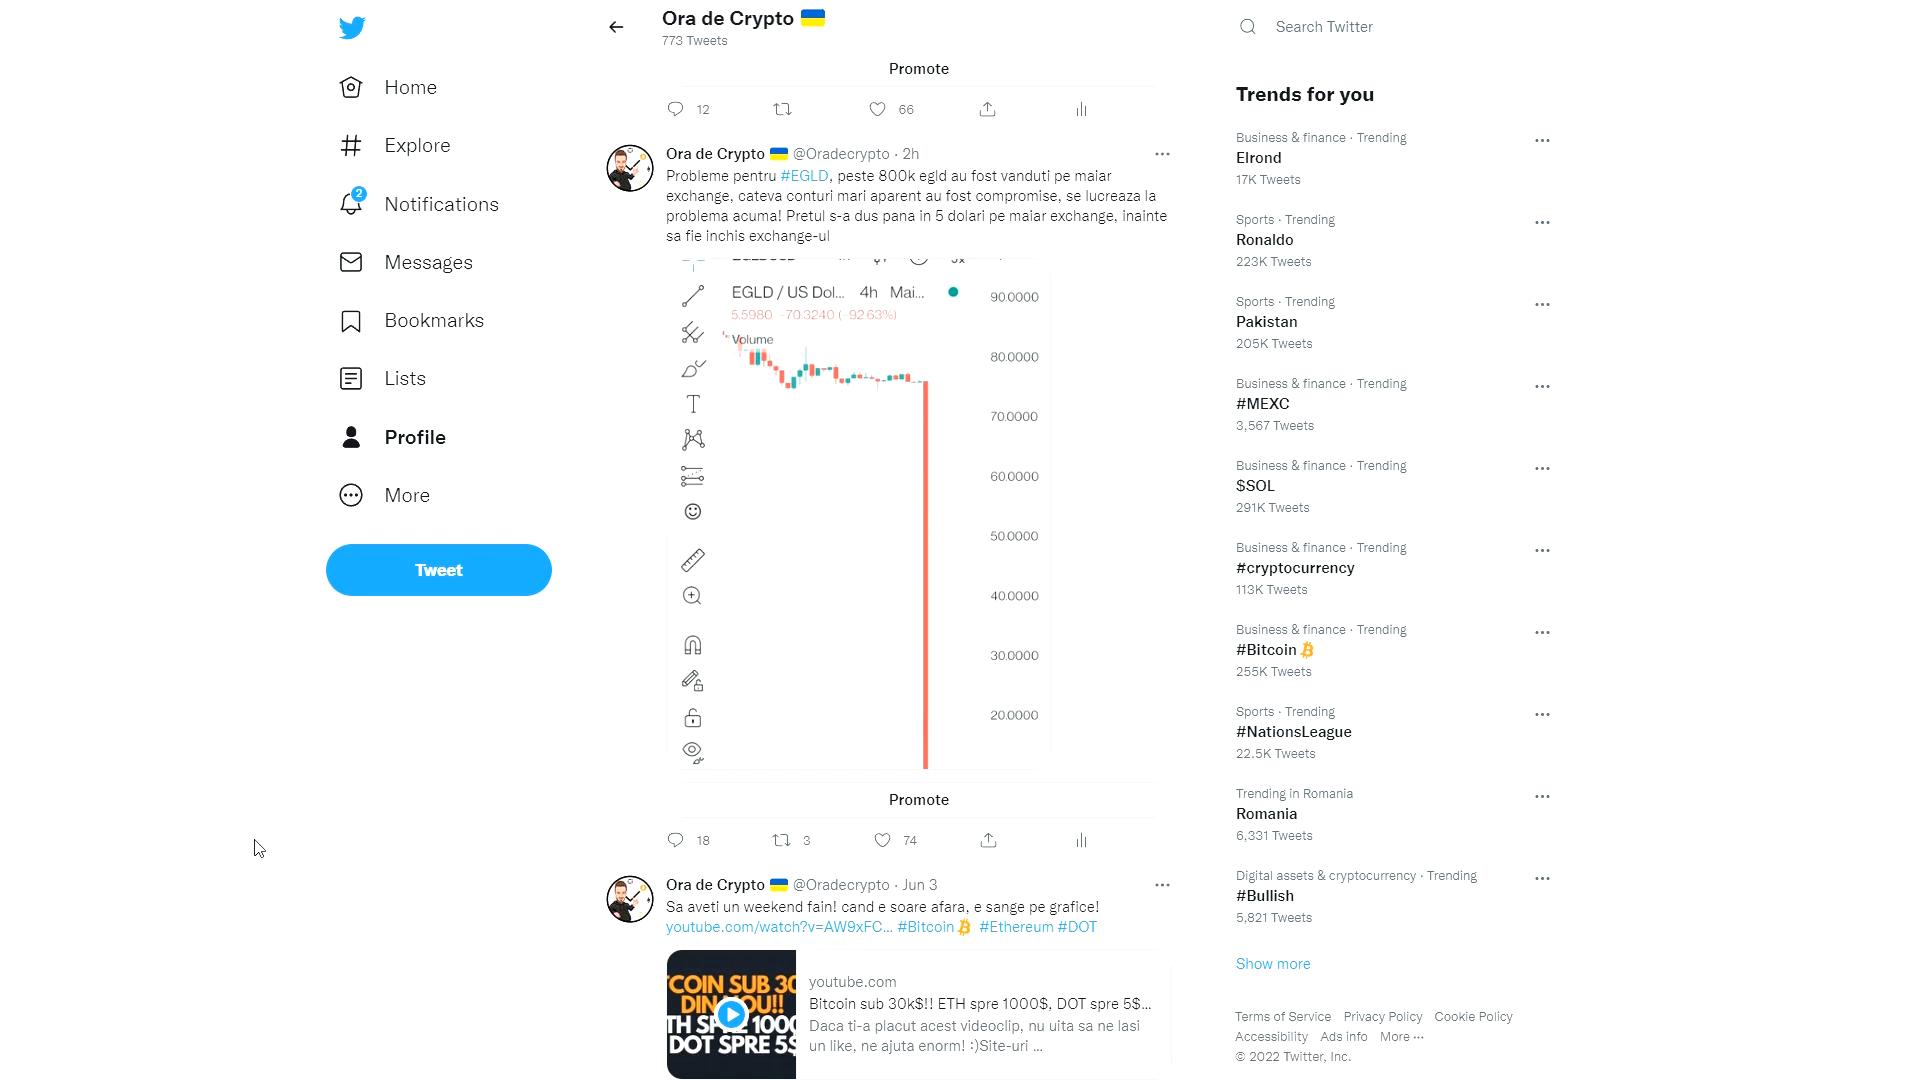 Home
Explore
2
Notifications
Messages
Bookmarks
Lists
Profile
More
Tweet
Ora de Crypto
773 Tweets
Promote
12
66
Ora de Crypto @Oradecrypto · 2h
Probleme pentru #EGLD, peste 800k egld au fost vanduti pe maiar
exchange, cateva conturi mari aparent au fost compromise, se lucreaza la
problema acuma! Pretul s-a dus pana in 5 dolari pe maiar exchange, inainte
sa fie inchis exchange-ul
EGLD / US Dol... 4h Mai...
5.5980 -70.3240 (-92.63%)
Volume
90.0000
80.0000
70.0000
60.0000
50.0000
40.0000
30.0000
20.0000
Promote
18
3
74
Ora de Crypto @Oradecrypto · Jun 3
Sa aveti un weekend fain! cand e soare afara, e sange pe grafice!
youtube.com/watch?v=AW9xFC... #Bitcoin #Ethereum #DOT
COIN SUB 30
DIN NOU!!
TH SPRE 1000
DOT SPRE 5$
youtube.com
Bitcoin sub 30k$!! ETH spre 1000$, DOT spre 5$...
Daca ti-a placut acest videoclip, nu uita sa ne lasi
un like, ne ajuta enorm! :)Site-uri ...
Search Twitter
Trends for you
Business & finance · Trending
Elrond
17K Tweets
Sports · Trending
Ronaldo
223K Tweets
Sports · Trending
Pakistan
205K Tweets
Business & finance · Trending
#MEXC
3,567 Tweets
Business & finance · Trending
$SOL
291K Tweets
Business & finance · Trending
#cryptocurrency
113K Tweets
Business & finance · Trending
#Bitcoin
255K Tweets
Sports · Trending
#NationsLeague
22.5K Tweets
Trending in Romania
Romania
6,331 Tweets
Digital assets & cryptocurrency · Trending
#Bullish
5,821 Tweets
Show more
Terms of Service Privacy Policy Cookie Policy
Accessibility Ads info More ···
© 2022 Twitter, Inc.